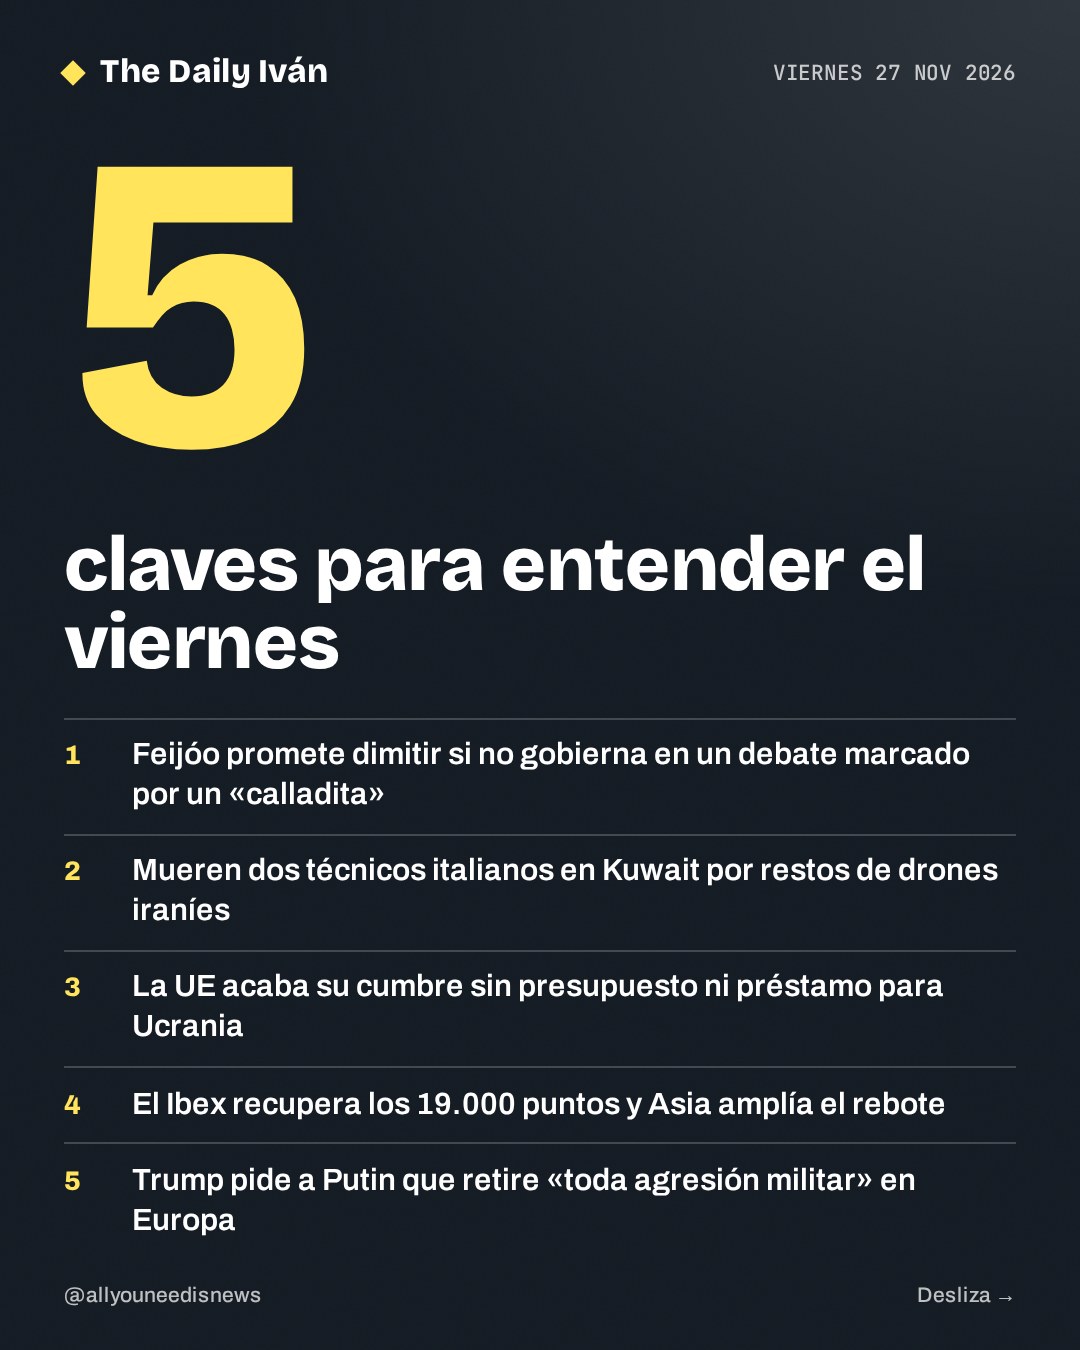 The Daily Iván
VIERNES 27 NOV 2026
5
claves para entender el
viernes
1 Feijóo promete dimitir si no gobierna en un debate marcado
por un «calladita»
2 Mueren dos técnicos italianos en Kuwait por restos de drones
iraníes
3 La UE acaba su cumbre sin presupuesto ni préstamo para
Ucrania
4 El Ibex recupera los 19.000 puntos y Asia amplía el rebote
5 Trump pide a Putin que retire «toda agresión militar» en
Europa
@allyouneedisnews
Desliza →